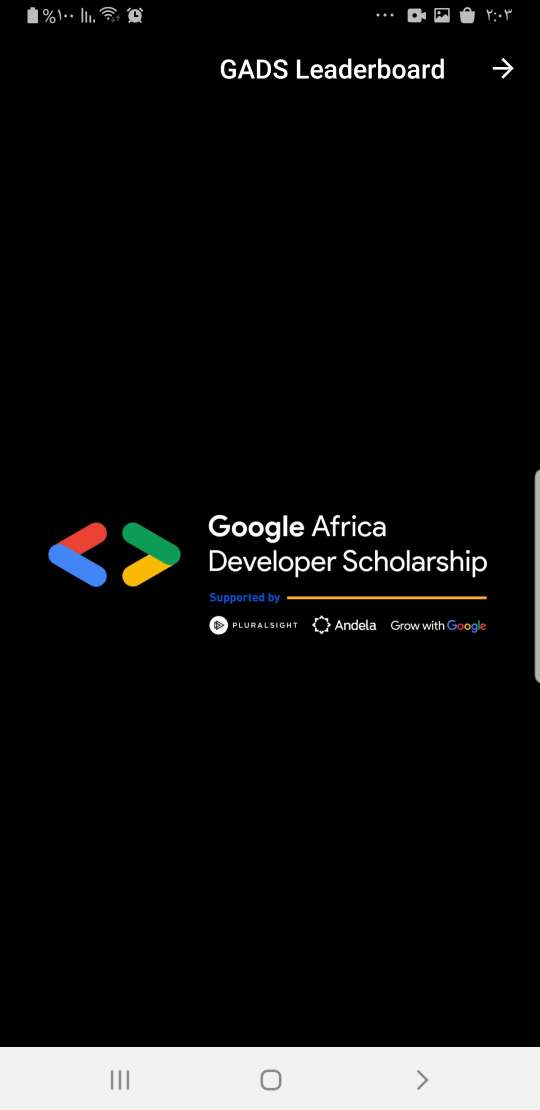 %١٠٠ ٢:٠٣
GADS Leaderboard
Google Africa
Developer Scholarship
Supported by
PLURALSIGHT Andela Grow with Google